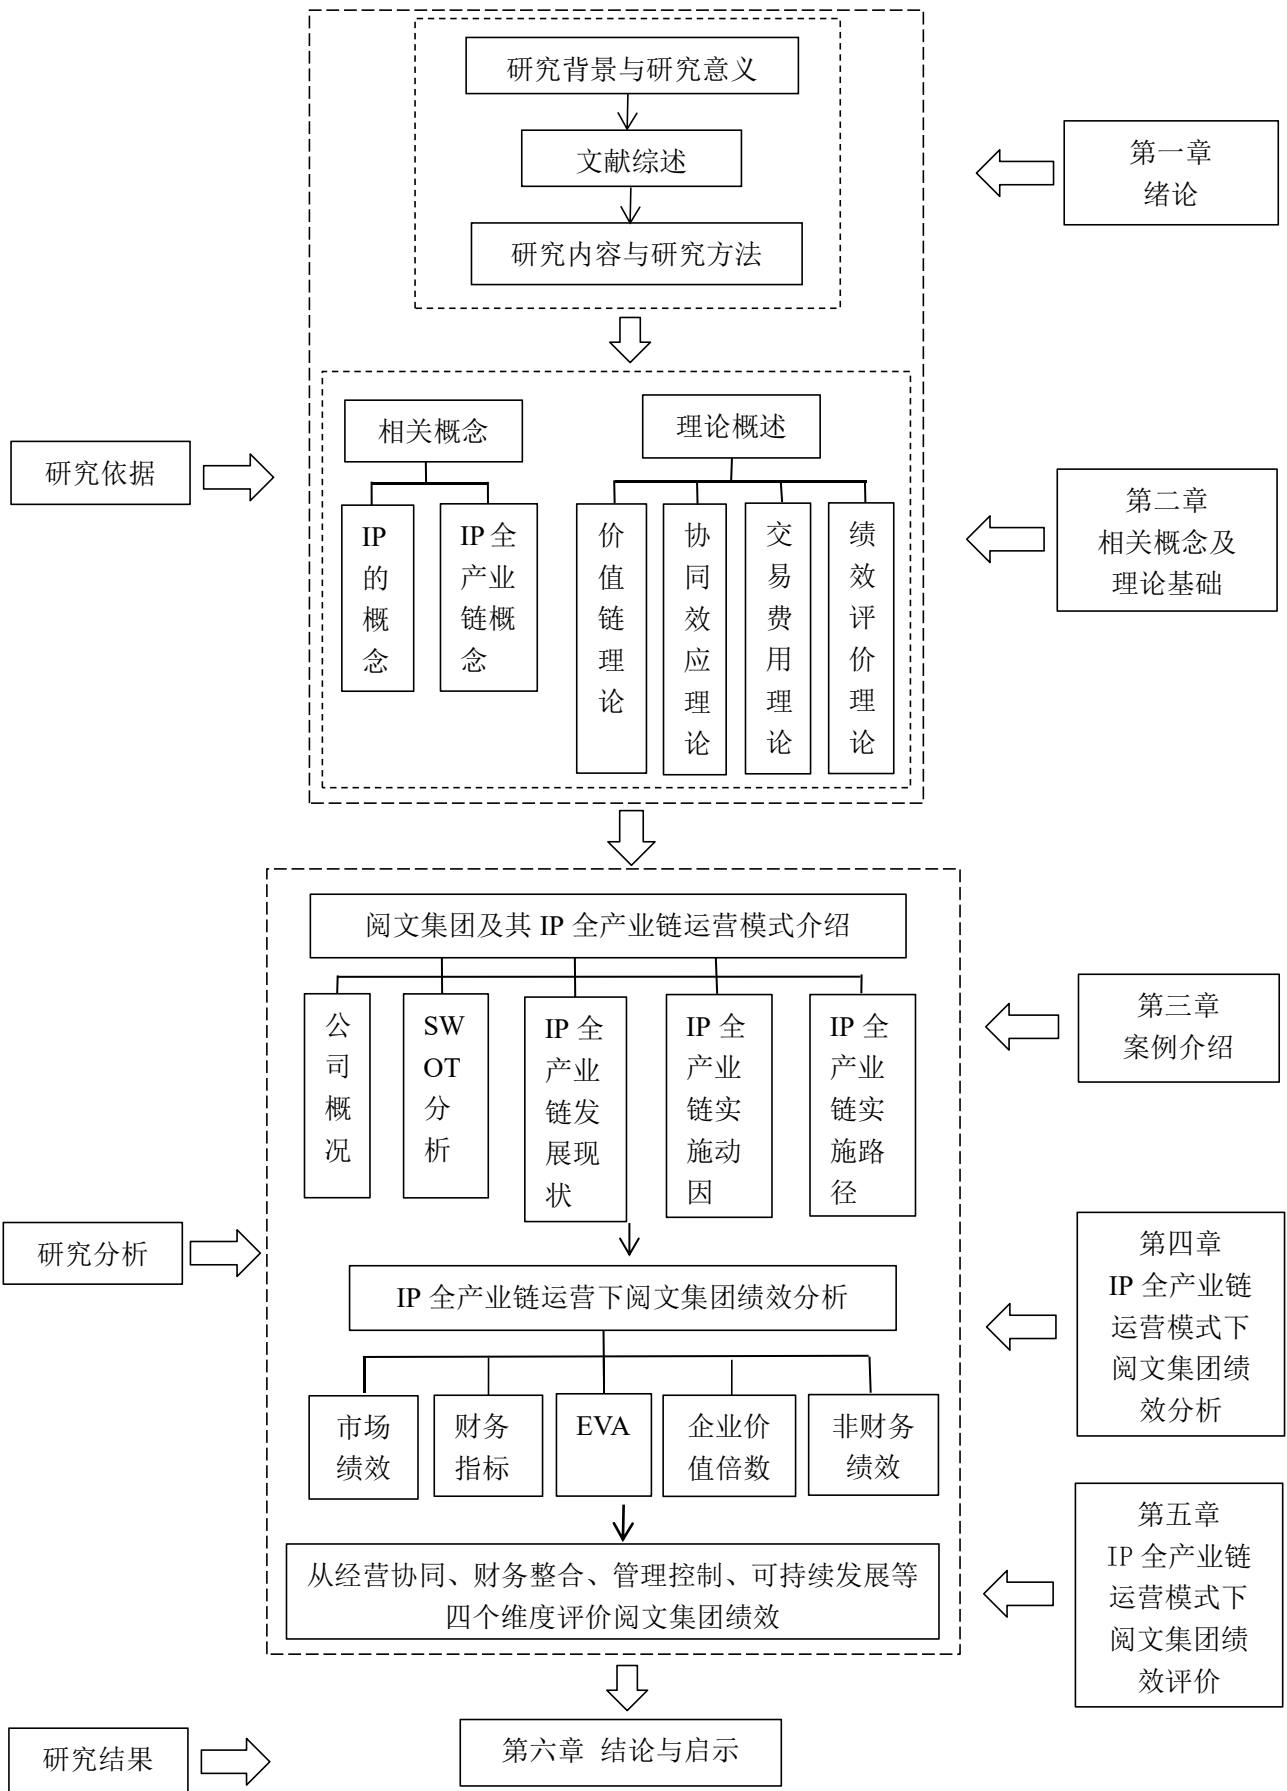 研究背景与研究意义
文献综述
研究内容与研究方法
第一章
绪论
研究依据
相关概念
理论概述
IP
的
概
念
IP 全
产业
链概
念
价
值
链
理
论
协
同
效
应
理
论
交
易
费
用
理
论
绩
效
评
价
理
论
第二章
相关概念及
理论基础
阅文集团及其 IP 全产业链运营模式介绍
公
司
概
况
SW
OT
分
析
IP 全
产业
链发
展现
状
IP 全
产业
链实
施动
因
IP 全
产业
链实
施路
径
第三章
案例介绍
研究分析
IP 全产业链运营下阅文集团绩效分析
市场
绩效
财务
指标
EVA
企业价
值倍数
非财务
绩效
第四章
IP 全产业链
运营模式下
阅文集团绩
效分析
从经营协同、财务整合、管理控制、可持续发展等
四个维度评价阅文集团绩效
第五章
IP 全产业链
运营模式下
阅文集团绩
效评价
研究结果
第六章 结论与启示